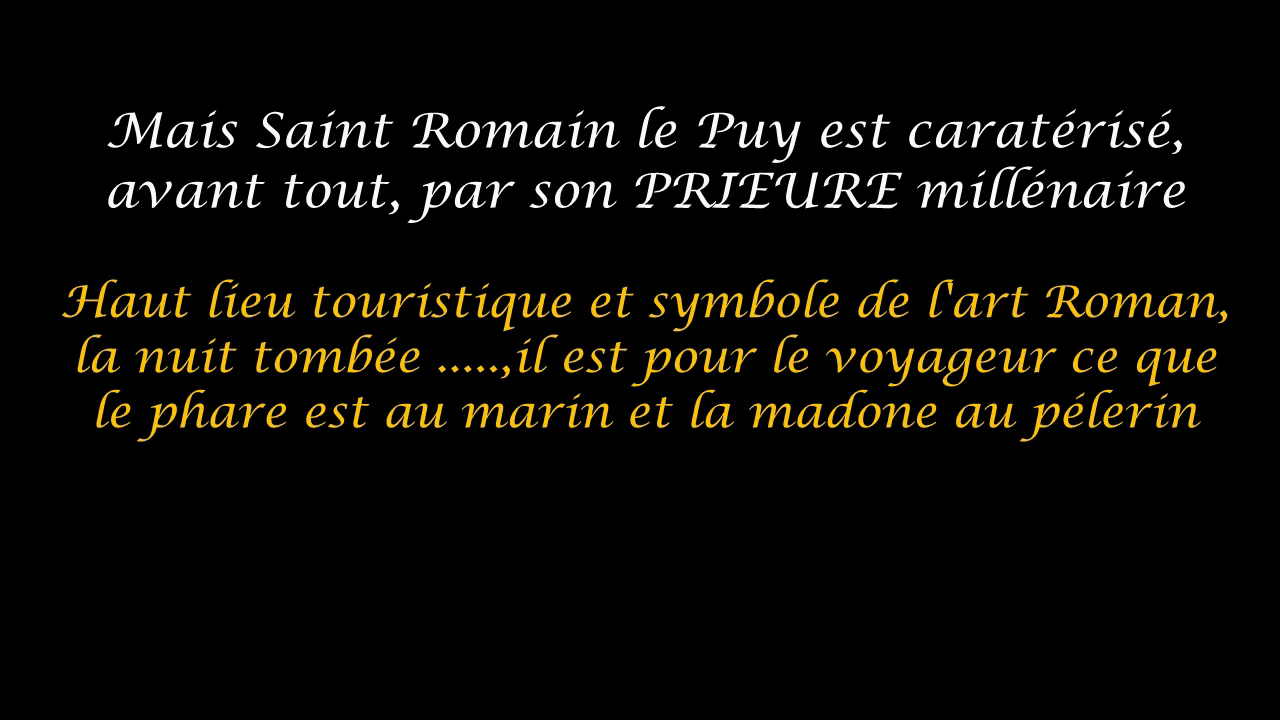 Mais Saint Romain le Puy est caratérisé,
avant tout, par son PRIEURE millénaire
Haut lieu touristique et symbole de l'art Roman,
la nuit tombée .....,il est pour le voyageur ce que
le phare est au marin et la madone au pélerin